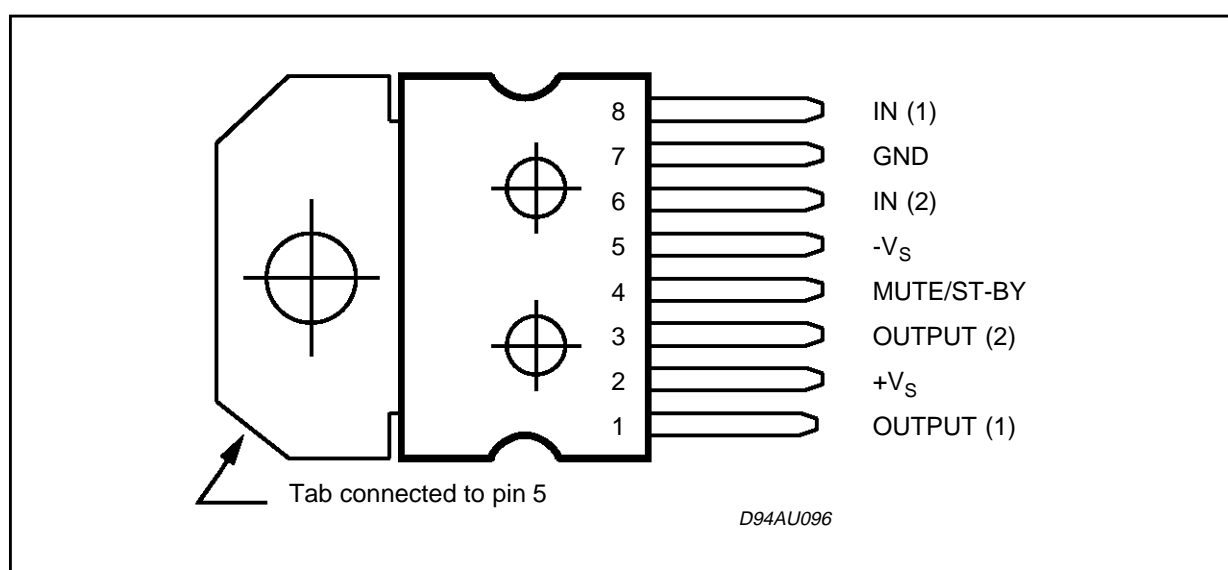 8 IN (1)
7 GND
6 IN (2)
5 -VS
4 MUTE/ST-BY
3 OUTPUT (2)
2 +VS
1 OUTPUT (1)
Tab connected to pin 5
D94AU096